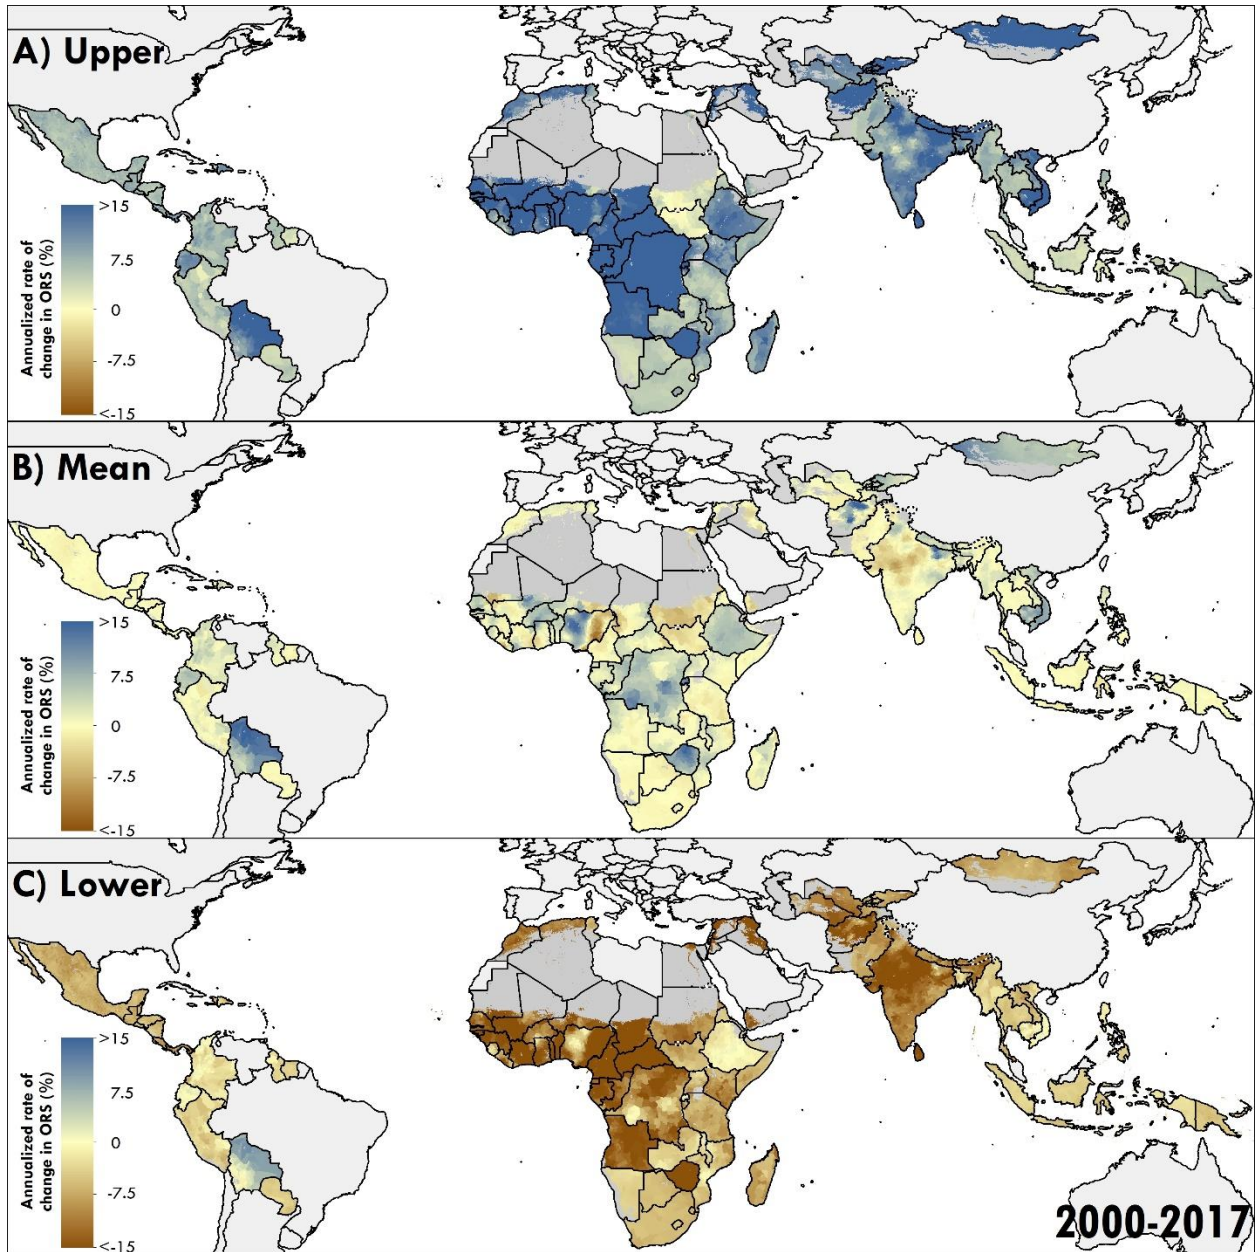 A) Upper
Annualized rate of
change in ORS (%)
>15
7.5
0
-7.5
<-15
B) Mean
Annualized rate of
change in ORS (%)
>15
7.5
0
-7.5
<-15
C) Lower
Annualized rate of
change in ORS (%)
>15
7.5
0
-7.5
<-15
2000-2017